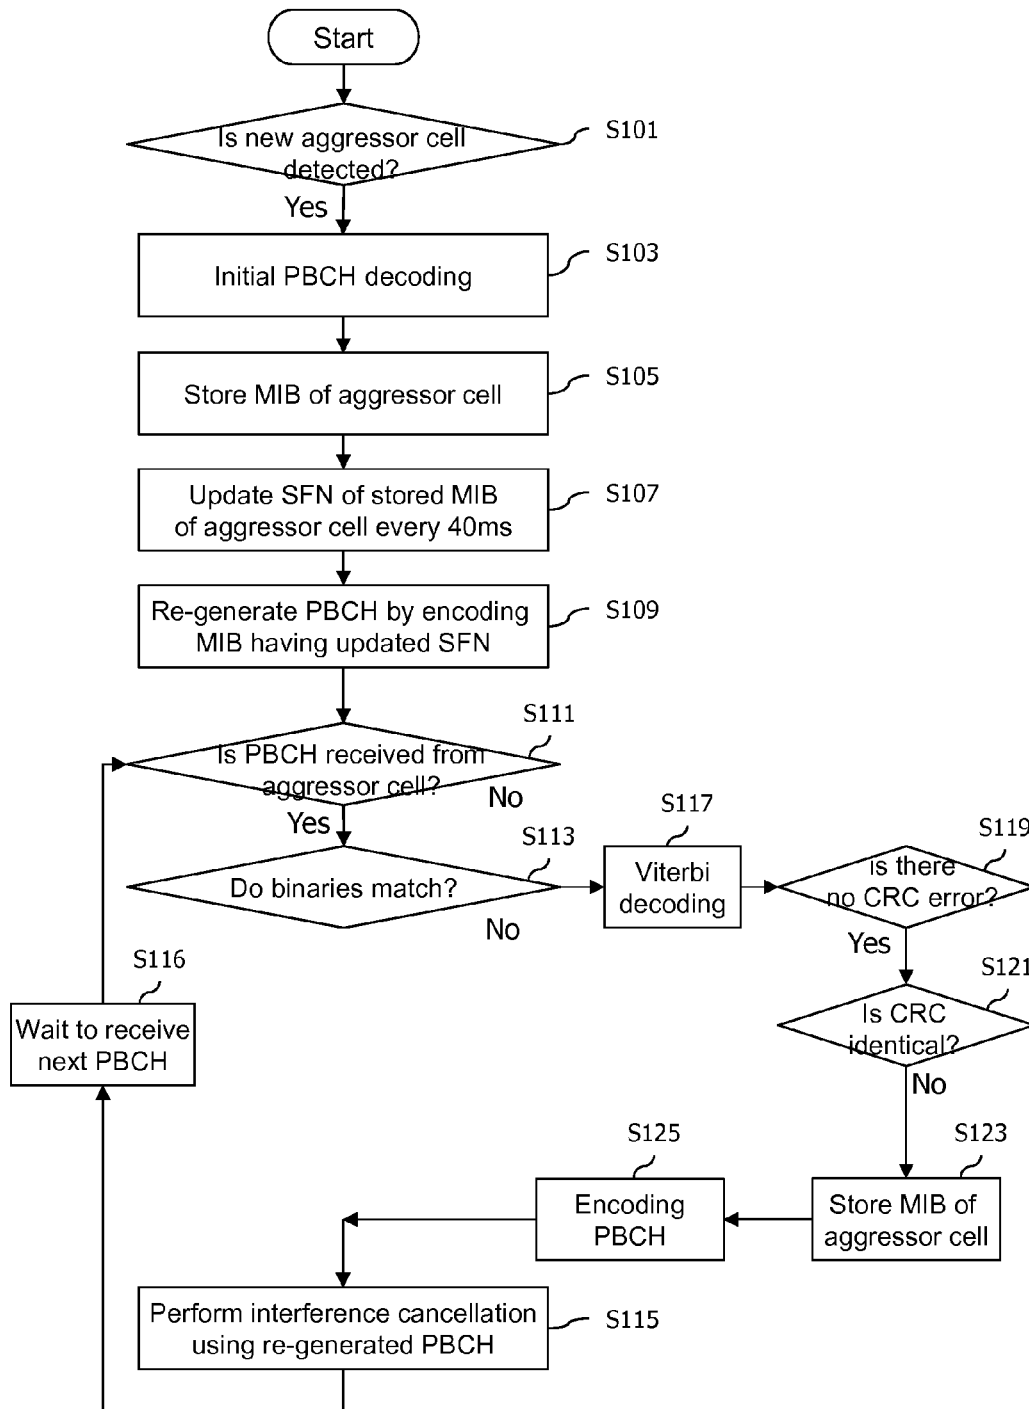 Start
Is new aggressor cell
detected?
S101
Yes
Initial PBCH decoding
S103
Store MIB of aggressor cell
S105
Update SFN of stored MIB
of aggressor cell every 40ms
S107
Re-generate PBCH by encoding
MIB having updated SFN
S109
S111
Is PBCH received from
aggressor cell?
No
Yes
S113
Do binaries match?
No
S117
Viterbi
decoding
S119
Is there
no CRC error?
Yes
S121
Is CRC
identical?
No
S116
Wait to receive
next PBCH
S123
Store MIB of
aggressor cell
S125
Encoding
PBCH
Perform interference cancellation
using re-generated PBCH
S115